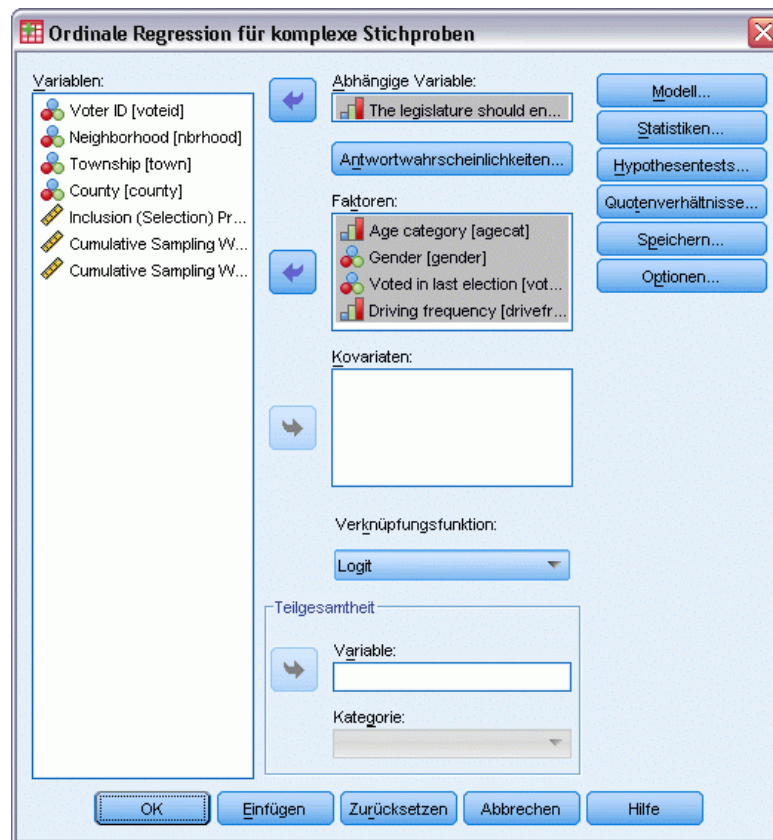 Ordinale Regression für komplexe Stichproben
Variablen:
Voter ID [voteid]
Neighborhood [nbrhood]
Township [town]
County [county]
Inclusion (Selection) Pr...
Cumulative Sampling W...
Cumulative Sampling W...
Abhängige Variable:
The legislature should en...
Antwortwahrscheinlichkeiten...
Faktoren:
Age category [agecat]
Gender [gender]
Voted in last election [vot...
Driving frequency [drivefr...
Kovariaten:
Verknüpfungsfunktion:
Logit
Teilgesamtheit
Variable:
Kategorie:
Modell...
Statistiken...
Hypothesentests...
Quotenverhältnisse...
Speichern...
Optionen...
OK
Einfügen
Zurücksetzen
Abbrechen
Hilfe